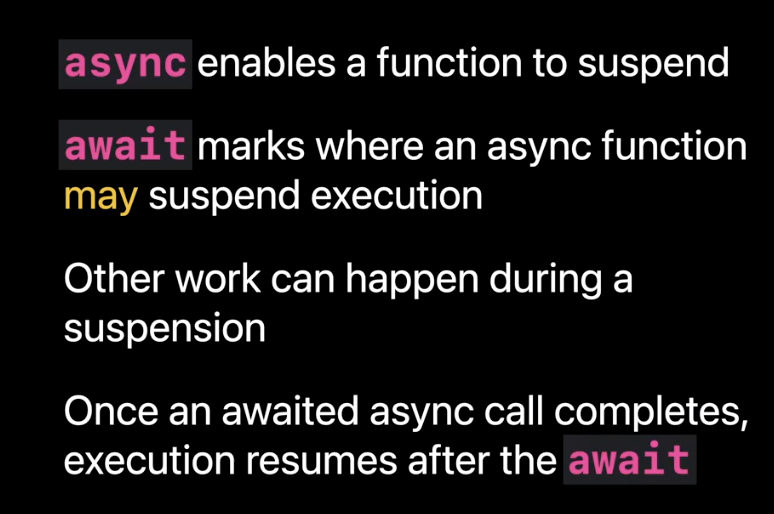 async enables a function to suspend
await marks where an async function
may suspend execution
Other work can happen during a
suspension
Once an awaited async call completes,
execution resumes after the await